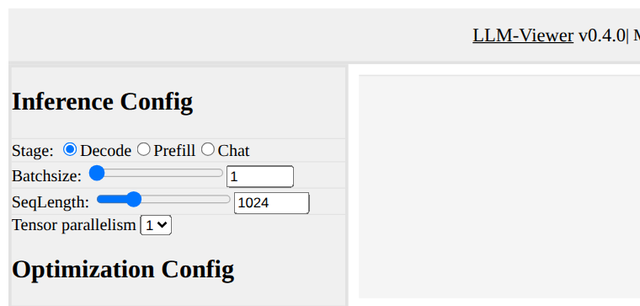 LLM-Viewer v0.4.0|
Inference Config
Stage: Decode Prefill Chat
Batchsize: 1
SeqLength: 1024
Tensor parallelism 1
Optimization Config